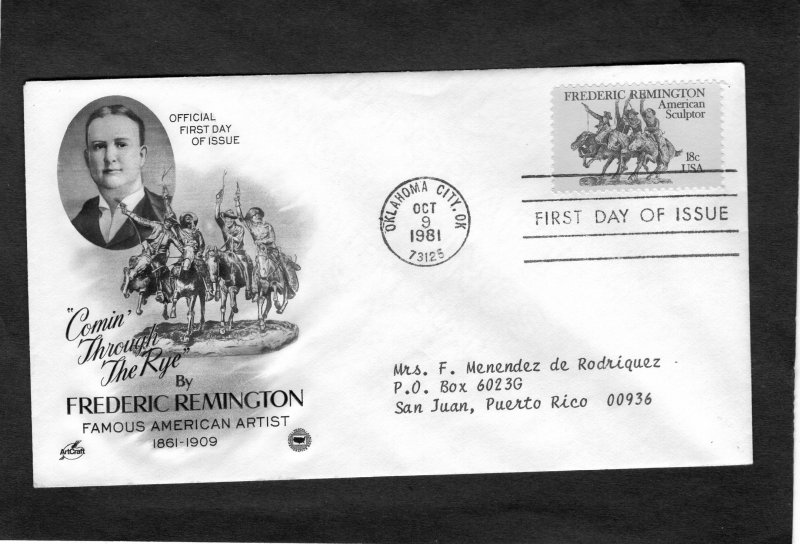 OFFICIAL
FIRST DAY
OF ISSUE
"Comin'
Through
The Rye"
By
FREDERIC REMINGTON
FAMOUS AMERICAN ARTIST
1861-1909
ArtCraft
OKLAHOMA CITY, OK
OCT
9
1981
73125
FREDERIC REMINGTON
American
Sculptor
18c
USA
FIRST DAY OF ISSUE
Mrs. F. Menendez de Rodriquez
P.O. Box 6023G
San Juan, Puerto Rico 00936